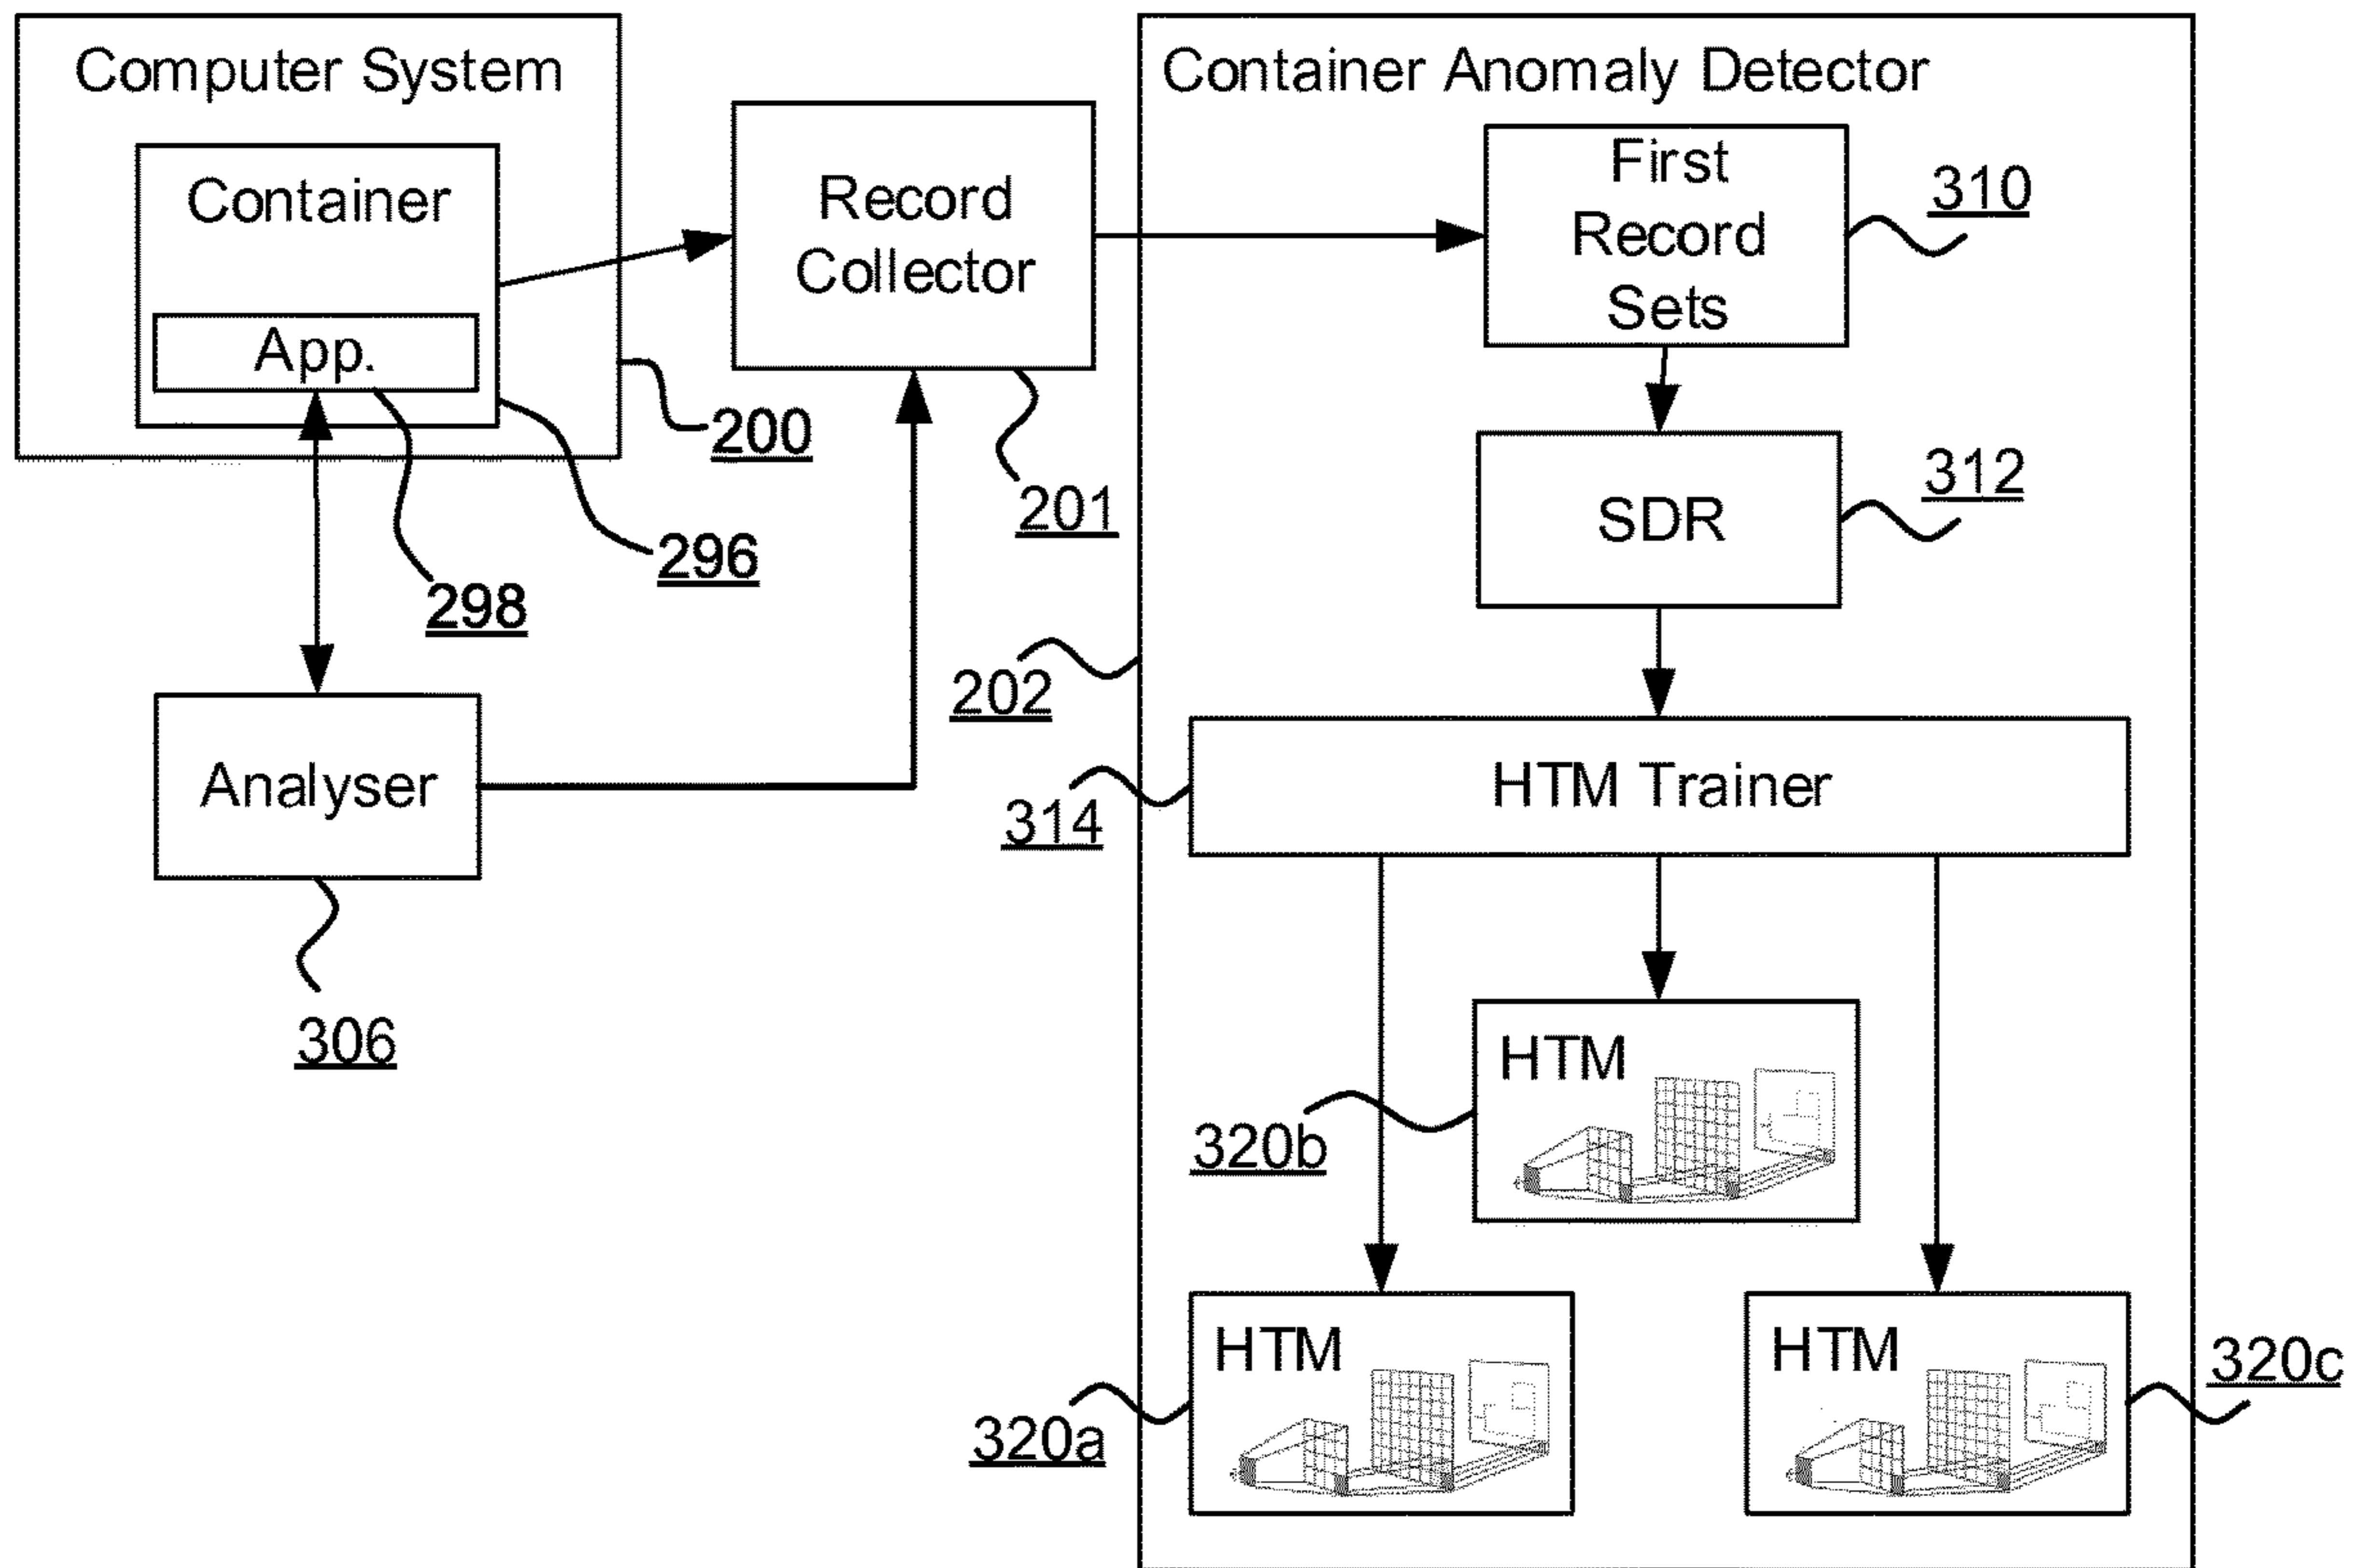 Computer System
Container
App.
200
296
298
Record
Collector
201
Analyser
306
Container Anomaly Detector
202
First
Record
Sets
310
SDR
312
HTM Trainer
314
HTM
320b
HTM
320a
HTM
320c